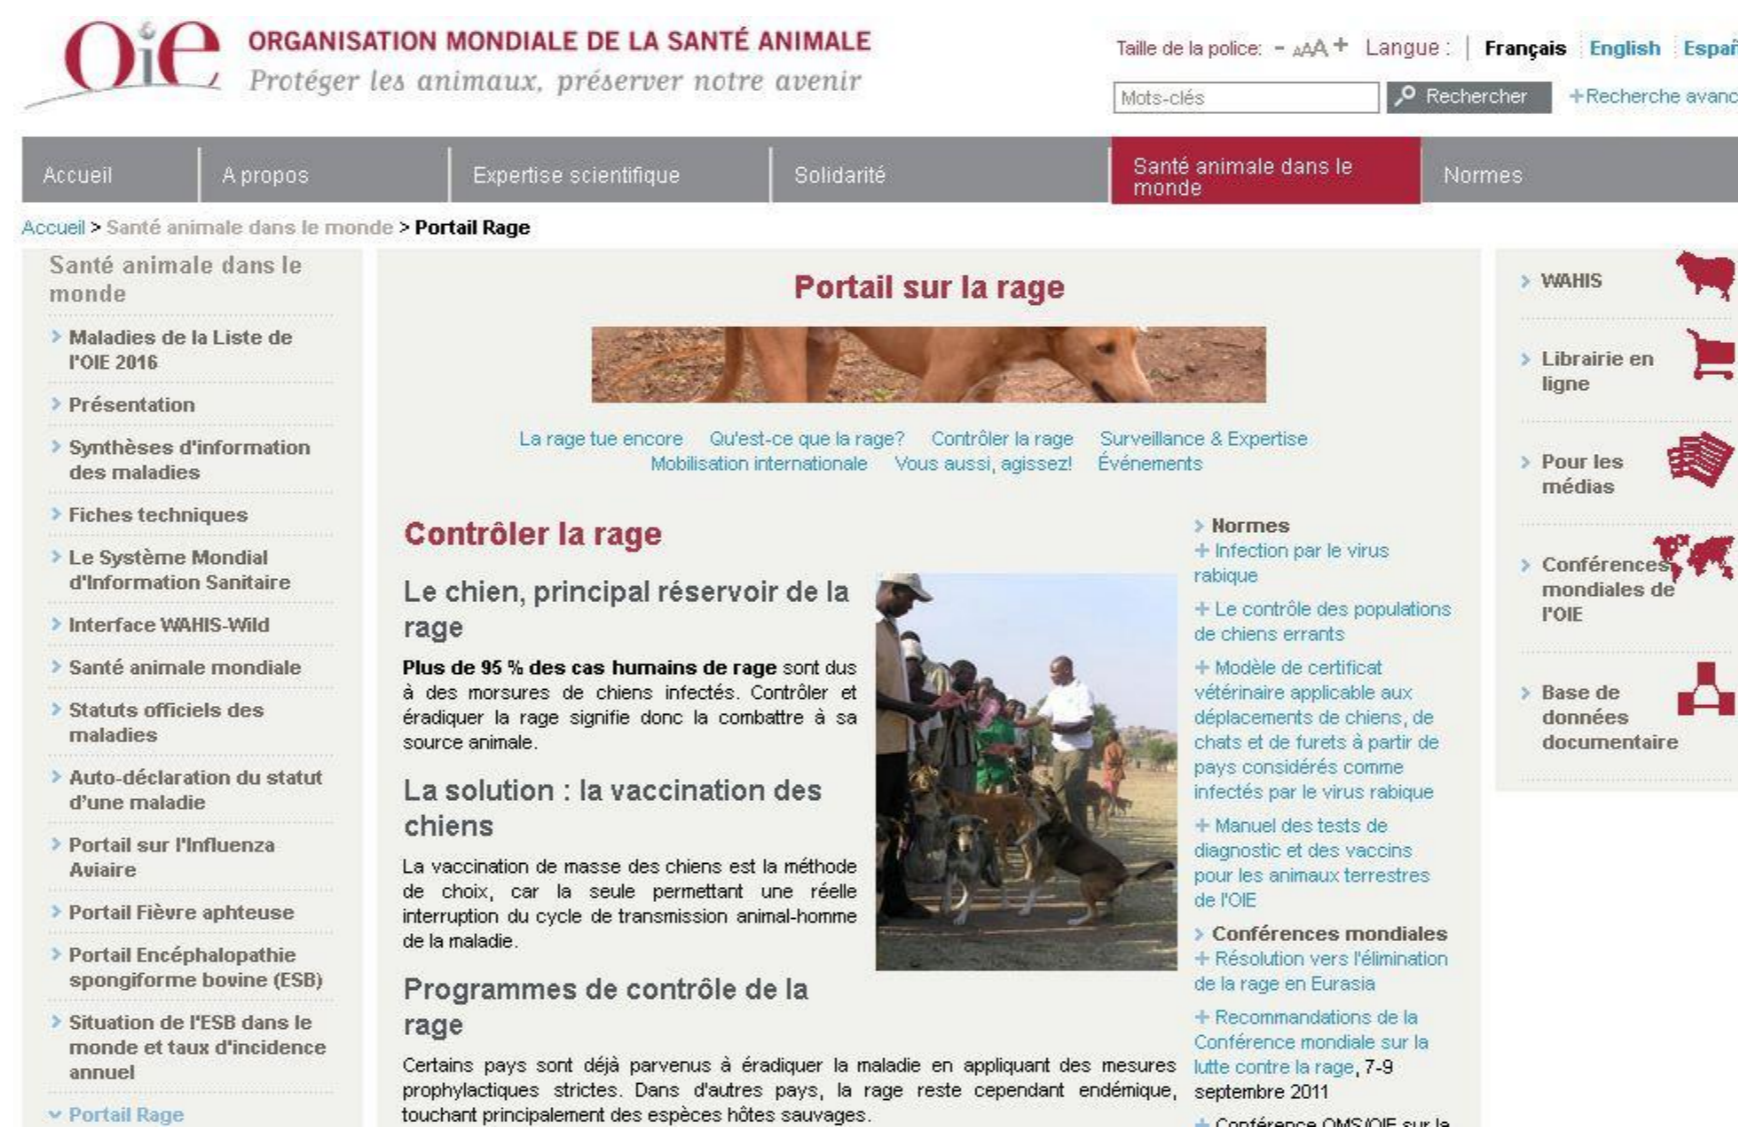 Oie ORGANISATION MONDIALE DE LA SANTÉ ANIMALE
Protéger les animaux, préserver notre avenir
Taille de la police: - AAA + Langue : | Français English Españ
Mots-clés
Rechercher
+Recherche avanc
Accueil
A propos
Expertise scientifique
Solidarité
Santé animale dans le
monde
Normes
Accueil > Santé animale dans le monde > Portail Rage
Santé animale dans le
monde
Maladies de la Liste de
l'OIE 2016
Présentation
Synthèses d'information
des maladies
Fiches techniques
Le Système Mondial
d'Information Sanitaire
Interface WAHIS-Wild
Santé animale mondiale
Statuts officiels des
maladies
Auto-déclaration du statut
d'une maladie
Portail sur l'Influenza
Aviaire
Portail Fièvre aphteuse
Portail Encéphalopathie
spongiforme bovine (ESB)
Situation de l'ESB dans le
monde et taux d'incidence
annuel
Portail Rage
Portail sur la rage
La rage tue encore Qu'est-ce que la rage? Contrôler la rage Surveillance & Expertise
Mobilisation internationale Vous aussi, agissez! Événements
Contrôler la rage
Le chien, principal réservoir de la
rage
Plus de 95 % des cas humains de rage sont dus
à des morsures de chiens infectés. Contrôler et
éradiquer la rage signifie donc la combattre à sa
source animale.
La solution : la vaccination des
chiens
La vaccination de masse des chiens est la méthode
de choix, car la seule permettant une réelle
interruption du cycle de transmission animal-homme
de la maladie.
Programmes de contrôle de la
rage
Certains pays sont déjà parvenus à éradiquer la maladie en appliquant des mesures
prophylactiques strictes. Dans d'autres pays, la rage reste cependant endémique,
touchant principalement des espèces hôtes sauvages.
Normes
+ Infection par le virus
rabique
+ Le contrôle des populations
de chiens errants
+ Modèle de certificat
vétérinaire applicable aux
déplacements de chiens, de
chats et de furets à partir de
pays considérés comme
infectés par le virus rabique
+ Manuel des tests de
diagnostic et des vaccins
pour les animaux terrestres
de l'OIE
Conférences mondiales
+ Résolution vers l'élimination
de la rage en Eurasia
+ Recommandations de la
Conférence mondiale sur la
lutte contre la rage, 7-9
septembre 2011
+ Conférence OMS/OIE sur la
WAHIS
Librairie en
ligne
Pour les
médias
Conférences
mondiales de
l'OIE
Base de
données
documentaire